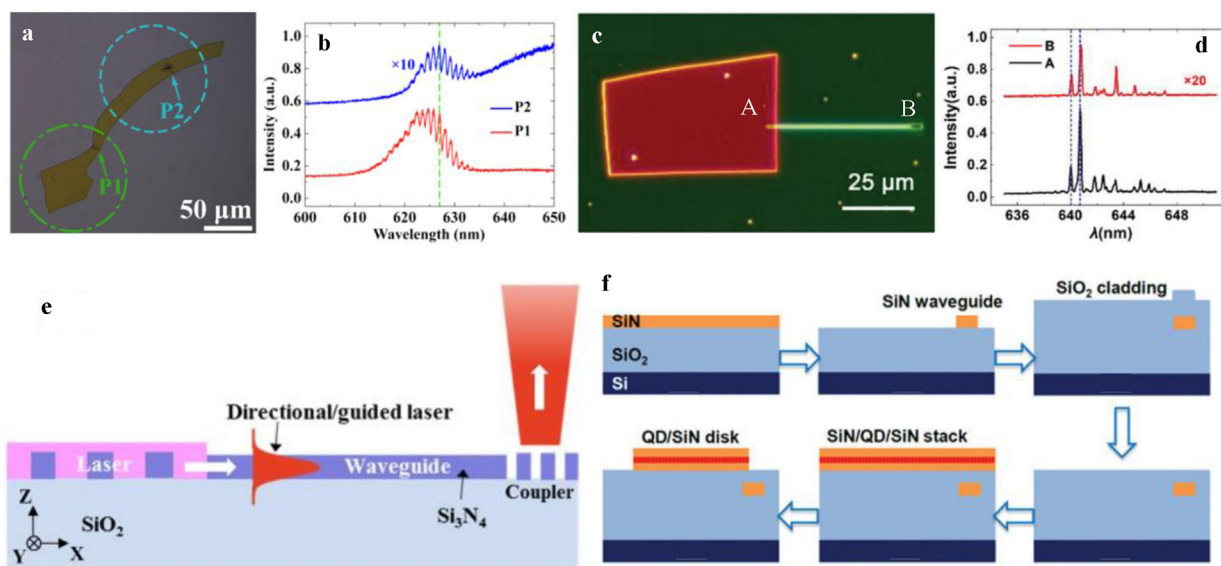 a
P2
P1
50 µm
b
Intensity (a.u.)
1.0
0.8
0.6
0.4
0.2
0.0
×10
P2
P1
600
610
620
630
640
650
Wavelength (nm)
c
A
B
25 µm
d
Intensity(a.u.)
1.0
0.8
0.6
0.4
0.2
0.0
B
A
×20
636
640
644
648
λ(nm)
e
Directional/guided laser
Laser
Waveguide
Coupler
Si₃N₄
SiO₂
Z
Y
X
f
SiN
SiO₂
Si
SiN waveguide
SiO₂ cladding
QD/SiN disk
SiN/QD/SiN stack